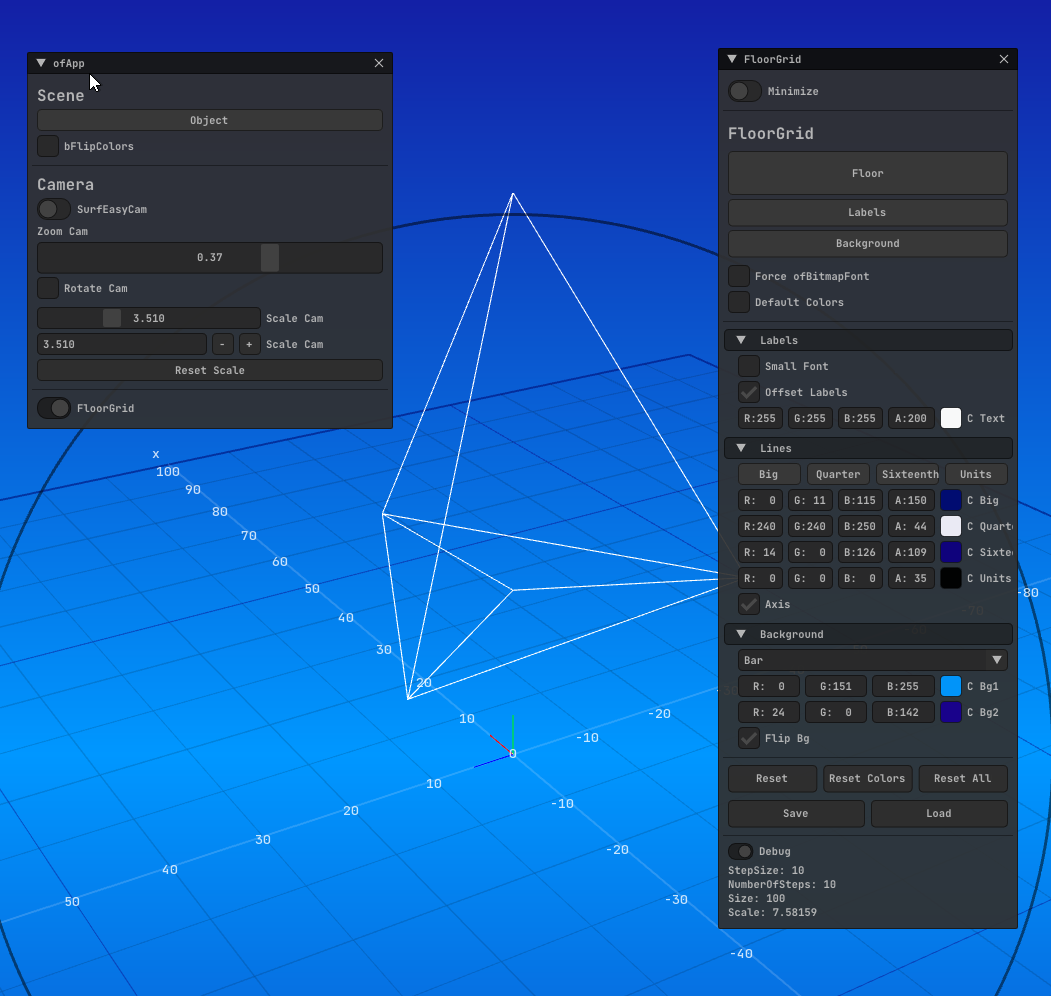 ofApp
Scene
Object
bFlipColors
Camera
SurfEasyCam
Zoom Cam
0.37
Rotate Cam
3.510 Scale Cam
3.510 - + Scale Cam
Reset Scale
FloorGrid
FloorGrid
Minimize
FloorGrid
Floor
Labels
Background
Force ofBitmapFont
Default Colors
Labels
Small Font
Offset Labels
R:255 G:255 B:255 A:200 C Text
Lines
Big Quarter Sixteenth Units
R: 0 G: 11 B:115 A:150 C Big
R:240 G:240 B:250 A: 44 C Quart
R: 14 G: 0 B:126 A:109 C Sixte
R: 0 G: 0 B: 0 A: 35 C Units
Axis
Background
Bar
R: 0 G:151 B:255 C Bg1
R: 24 G: 0 B:142 C Bg2
Flip Bg
Reset Reset Colors Reset All
Save Load
Debug
StepSize: 10
NumberOfSteps: 10
Size: 100
Scale: 7.58159
x
100
90
80
70
60
50
40
30
20
10
0
-10
-20
-30
-40
-10
-20
-70
-80
10
20
30
40
50